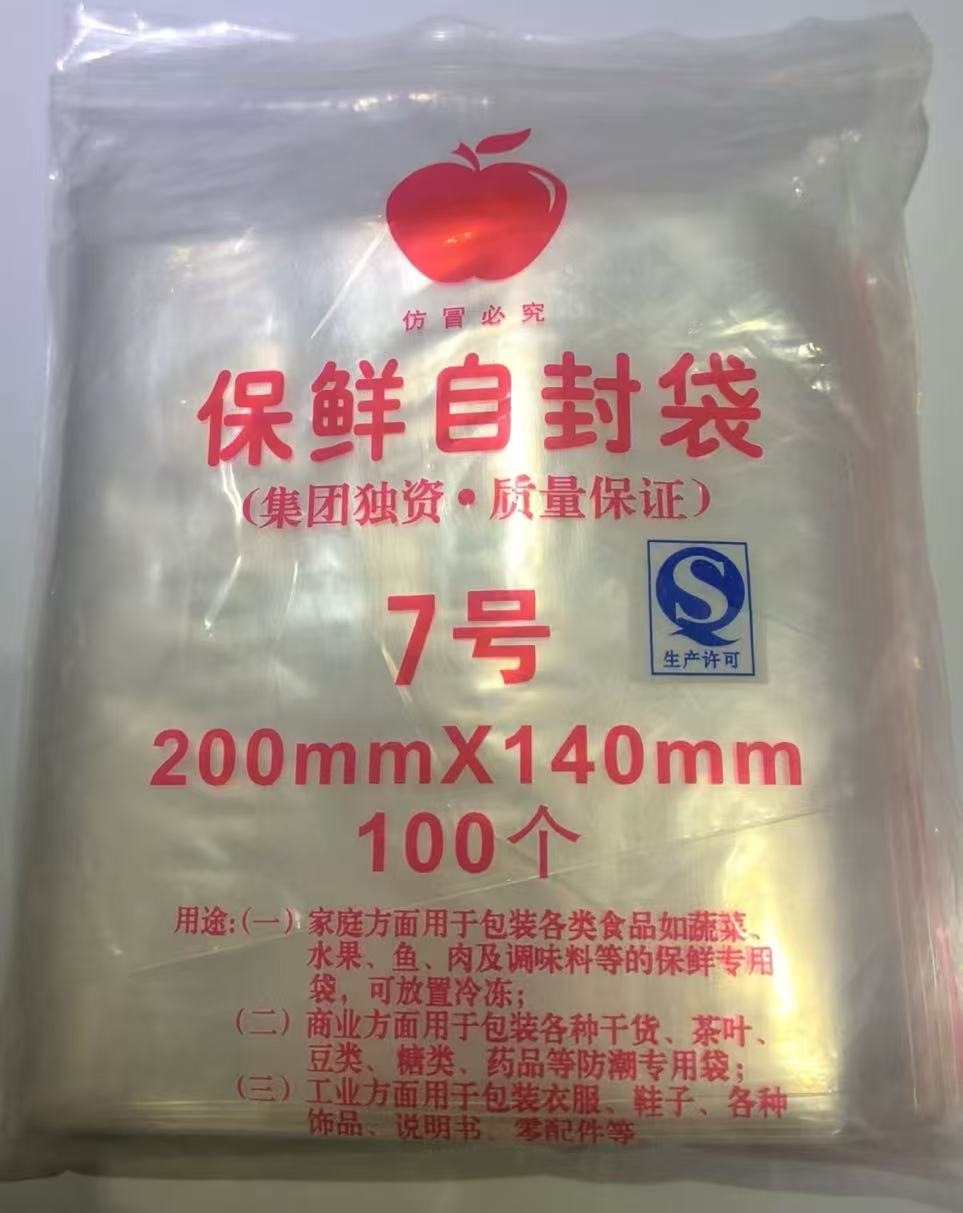 仿冒必究
保鲜自封袋
(集团独资·质量保证)
7号
S
生产许可
200mmX140mm
100个
用途:(一)家庭方面用于包装各类食品如蔬菜、
水果、鱼、肉及调味料等的保鲜专用
袋，可放置冷冻;
(二)商业方面用于包装各种干货、茶叶、
豆类、糖类、药品等防潮专用袋;
(三)工业方面用于包装衣服、鞋子、各种
饰品、说明书、零配件等